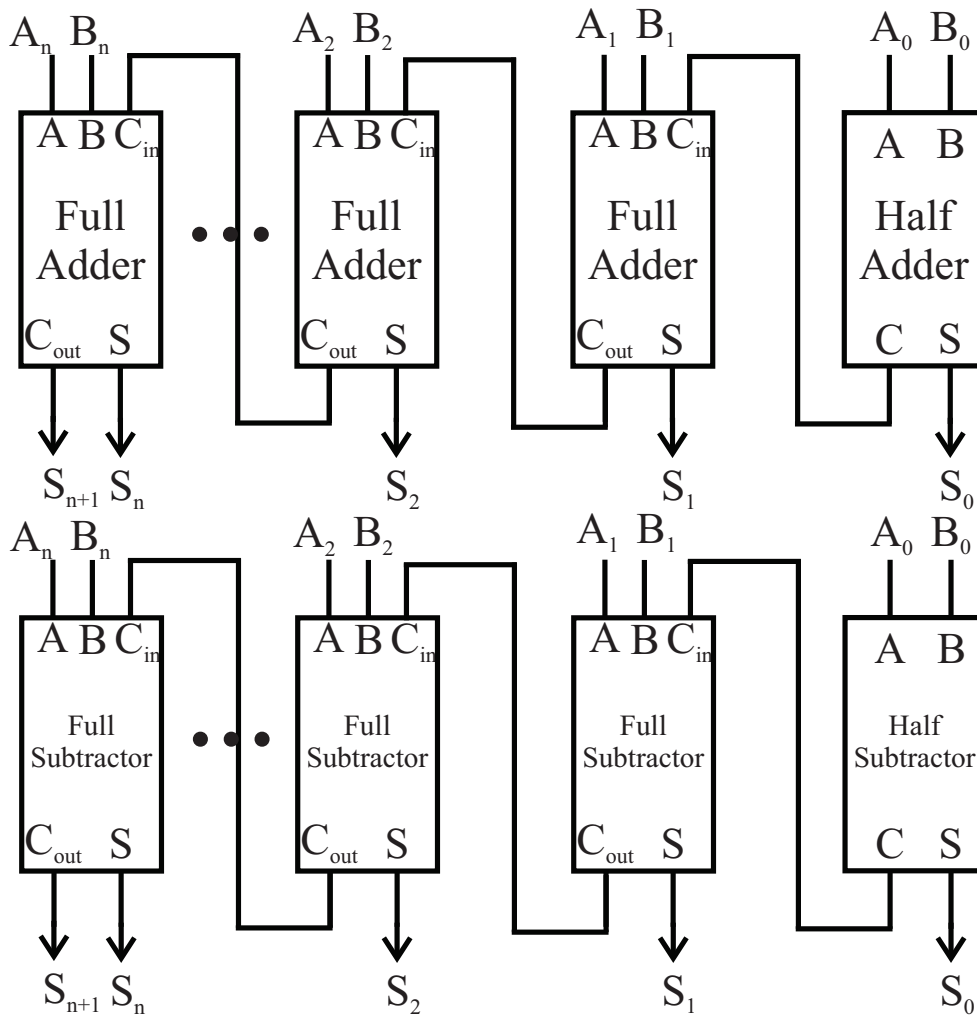 Aₙ Bₙ A₂ B₂ A₁ B₁ A₀ B₀
A B Cᵢₙ A B Cᵢₙ A B Cᵢₙ A B
Full Full Full Half
Adder Adder Adder Adder
Cₒᵤₜ S Cₒᵤₜ S Cₒᵤₜ S C S
Sₙ₊₁ Sₙ S₂ S₁ S₀
Aₙ Bₙ A₂ B₂ A₁ B₁ A₀ B₀
A B Cᵢₙ A B Cᵢₙ A B Cᵢₙ A B
Full Full Full Half
Subtractor Subtractor Subtractor Subtractor
Cₒᵤₜ S Cₒᵤₜ S Cₒᵤₜ S C S
Sₙ₊₁ Sₙ S₂ S₁ S₀